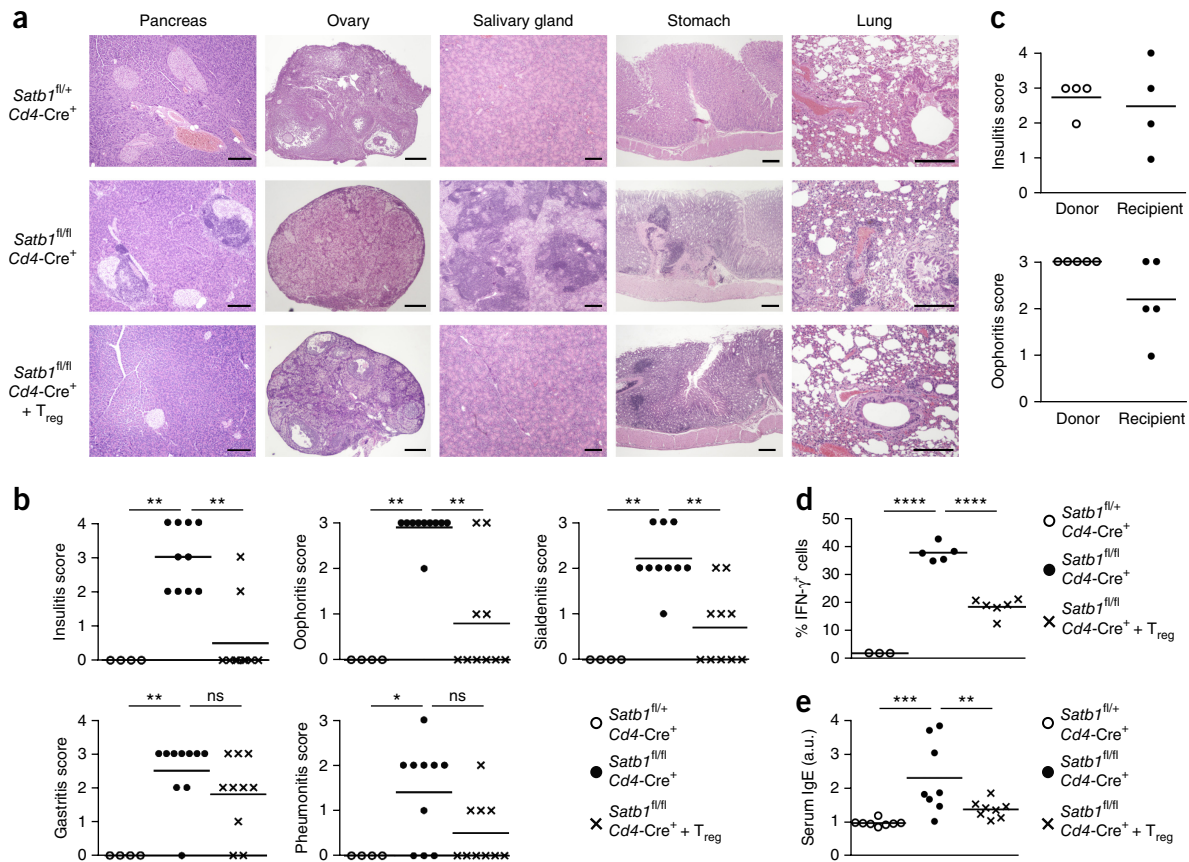 a
Pancreas
Ovary
Salivary gland
Stomach
Lung
Satb1fl/+
Cd4-Cre+
Satb1fl/fl
Cd4-Cre+
Satb1fl/fl
Cd4-Cre+
+ Treg
c
Insulitis score
4
3
2
1
0
Donor
Recipient
Oophoritis score
3
2
1
0
Donor
Recipient
b
Insulitis score
4
3
2
1
0
**
**
Oophoritis score
3
2
1
0
**
**
Sialdenitis score
3
2
1
0
**
**
Gastritis score
4
3
2
1
0
**
ns
Pheumonitis score
3
2
1
0
*
ns
Satb1fl/+
Cd4-Cre+
Satb1fl/fl
Cd4-Cre+
Satb1fl/fl
Cd4-Cre+ + Treg
d
% IFN-γ+ cells
50
40
30
20
10
0
****
****
Satb1fl/+
Cd4-Cre+
Satb1fl/fl
Cd4-Cre+
Satb1fl/fl
Cd4-Cre+ + Treg
e
Serum IgE (a.u.)
4
3
2
1
0
***
**
Satb1fl/+
Cd4-Cre+
Satb1fl/fl
Cd4-Cre+
Satb1fl/fl
Cd4-Cre+ + Treg